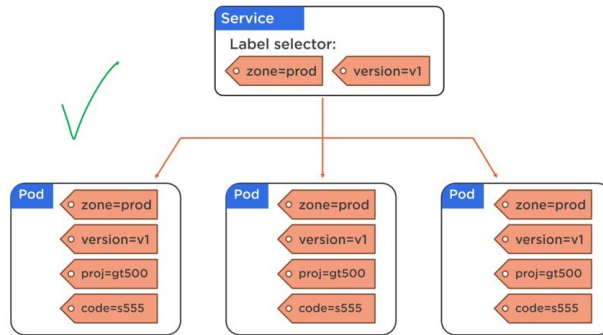 Service
Label selector:
zone=prod version=v1
Pod
zone=prod
version=v1
proj=gt500
code=s555
Pod
zone=prod
version=v1
proj=gt500
code=s555
Pod
zone=prod
version=v1
proj=gt500
code=s555